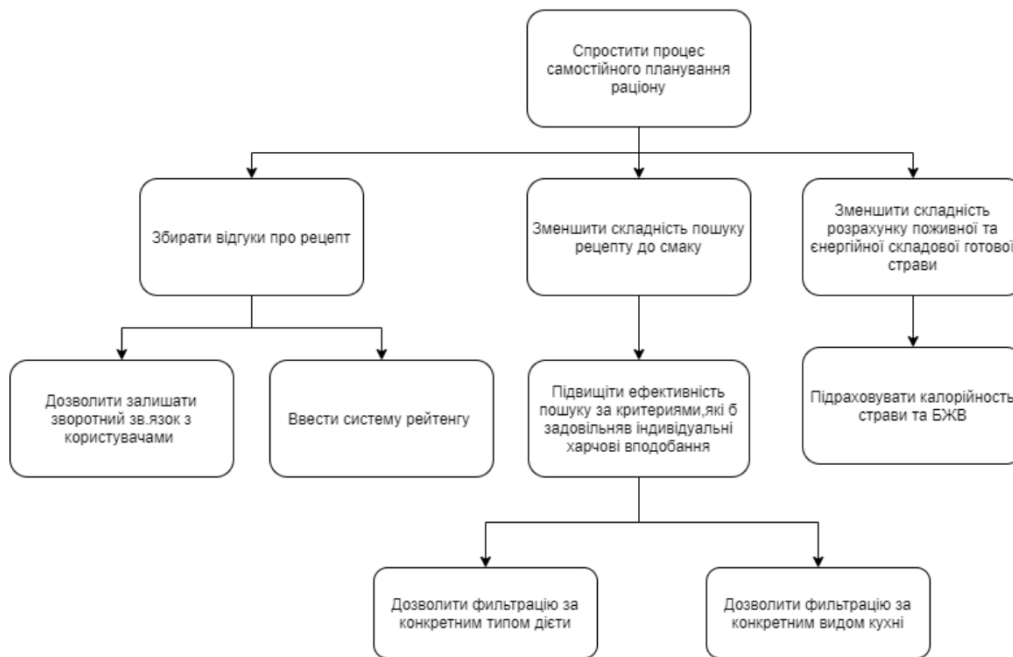 Спростити процес
самостійного планування
раціону
Збирати відгуки про рецепт
Зменшити складність пошуку
рецепту до смаку
Зменшити складність
розрахунку поживної та
єнергійної складової готової
страви
Дозволити залишати
зворотний зв.язок з
користувачами
Ввести систему рейтенгу
Підвищіти ефективність
пошуку за критериями,які б
задовільняв індивідуальні
харчові вподобання
Підраховувати калорійность
страви та БЖВ
Дозволити фильтрацію за
конкретним типом дієти
Дозволити фильтрацію за
конкретним видом кухні